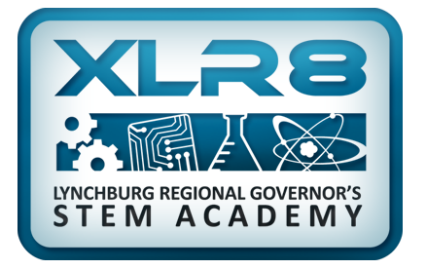 XLR8
LYNCHBURG REGIONAL GOVERNOR'S
STEM ACADEMY